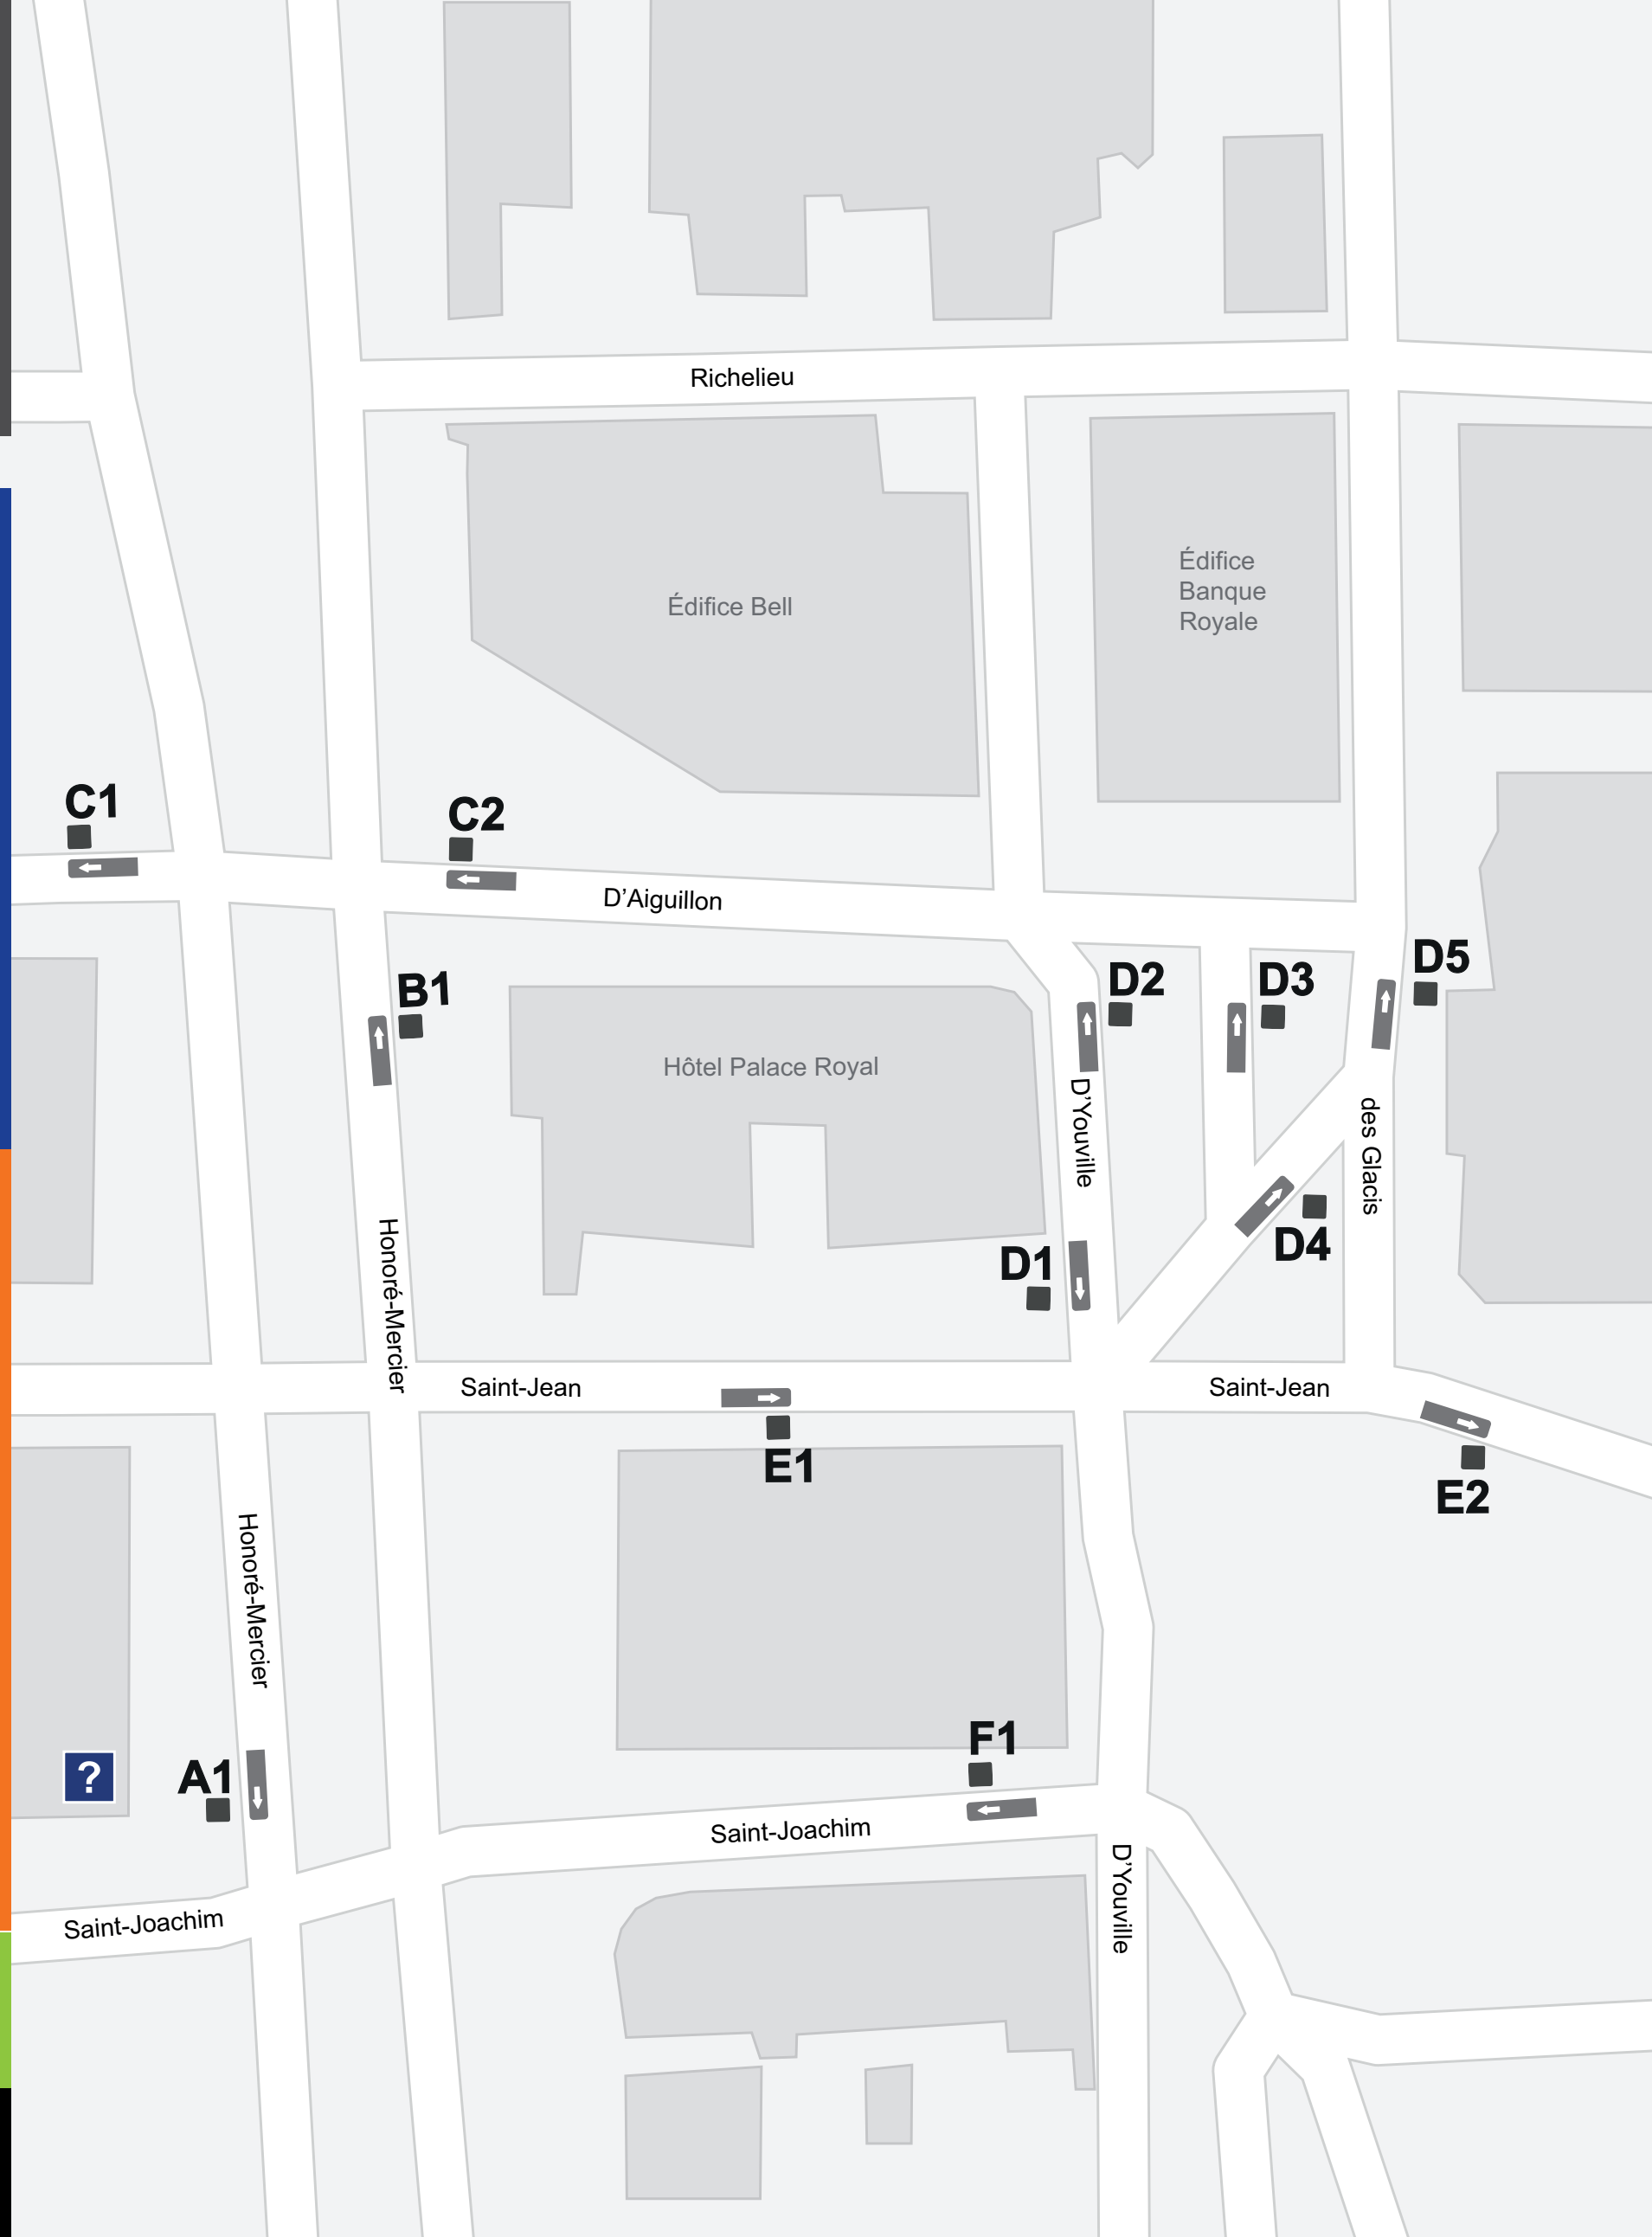 Richelieu
Édifice Bell
Édifice
Banque
Royale
C1
C2
D'Aiguillon
B1
D2
D3
D5
Hôtel Palace Royal
D'Youville
des Glacis
D4
D1
Honoré-Mercier
Saint-Jean
Saint-Jean
E1
E2
Honoré-Mercier
F1
?
A1
Saint-Joachim
D'Youville
Saint-Joachim